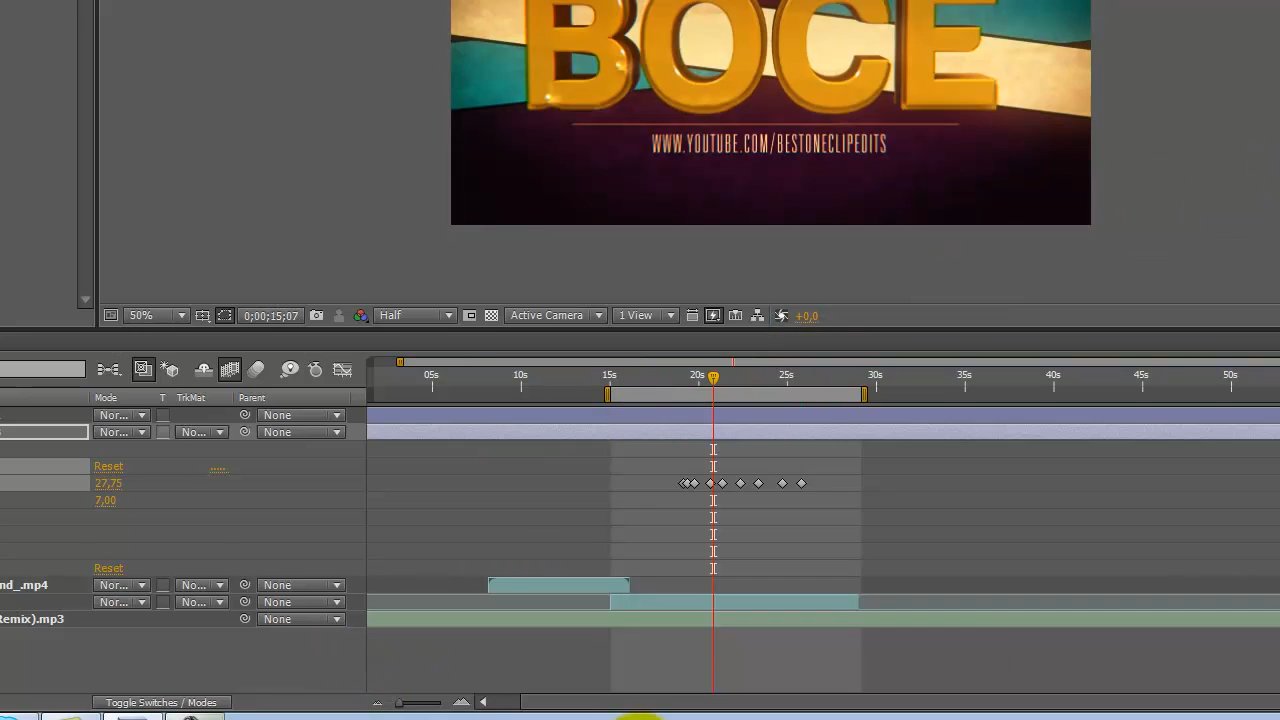 BOCE
WWW.YOUTUBE.COM/BESTONECLIPEDITS
50% 0;00;15;07 Half Active Camera 1 View +0,0
05s 10s 15s 20s 25s 30s 35s 40s 45s 50s
Mode T TrkMat Parent
Nor... None
Nor... No... None
Reset .....
27,75
7,00
Reset
nd_.mp4 Nor... No... None
Nor... No... None
Remix).mp3 None
Toggle Switches / Modes